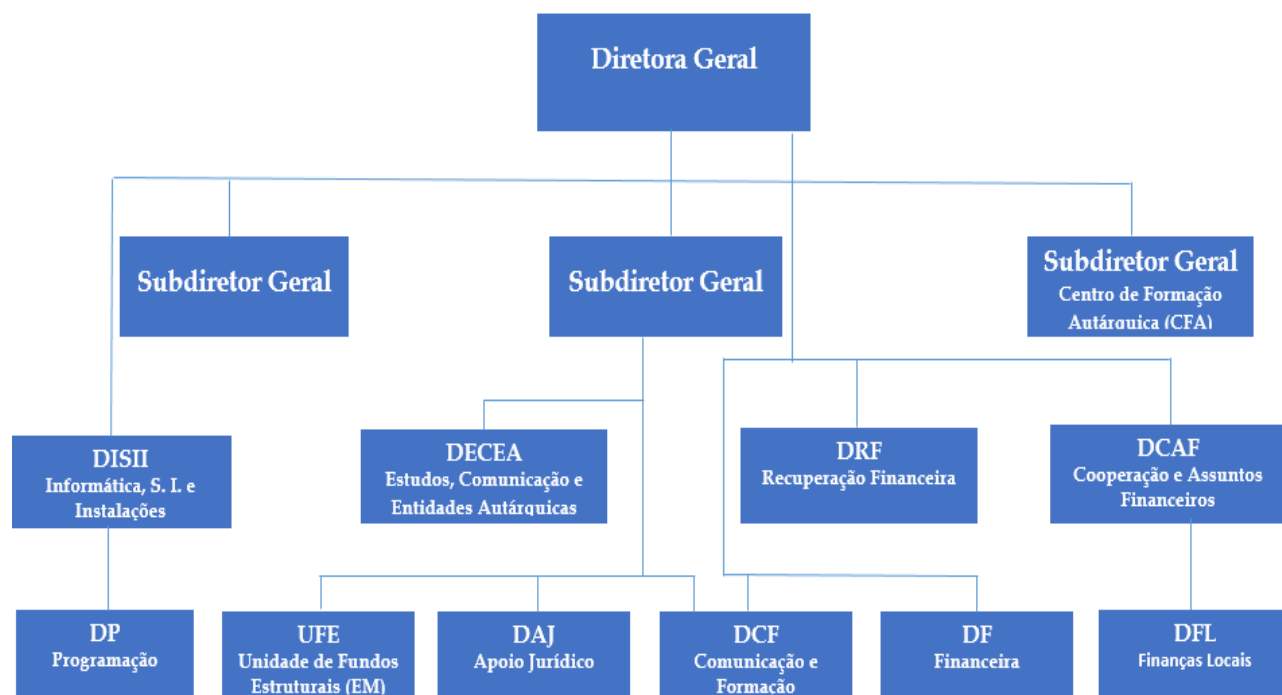 Diretora Geral
Subdiretor Geral
Subdiretor Geral
Subdiretor Geral
Centro de Formação
Autárquica (CFA)
DISII
Informática, S. I. e
Instalações
DECEA
Estudos, Comunicação e
Entidades Autárquicas
DRF
Recuperação Financeira
DCAF
Cooperação e Assuntos
Financeiros
DP
Programação
UFE
Unidade de Fundos
Estruturais (EM)
DAJ
Apoio Jurídico
DCF
Comunicação e
Formação
DF
Financeira
DFL
Finanças Locais